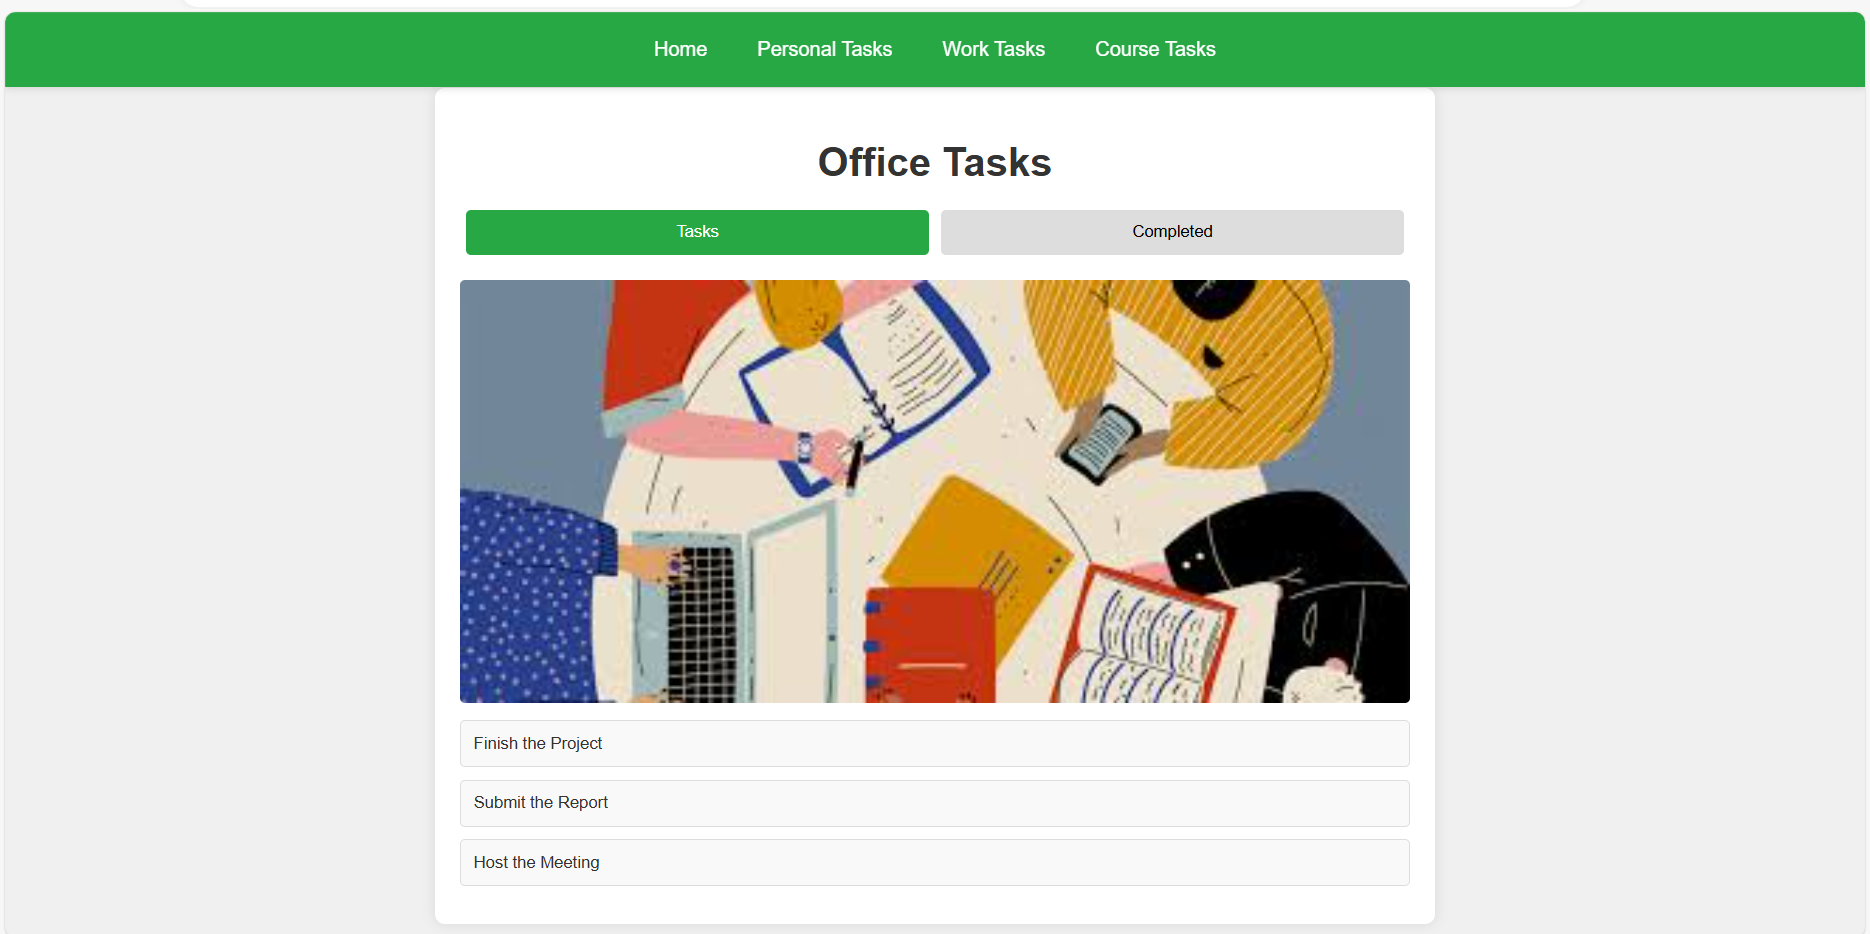 Home Personal Tasks Work Tasks Course Tasks
Office Tasks
Tasks Completed
Finish the Project
Submit the Report
Host the Meeting